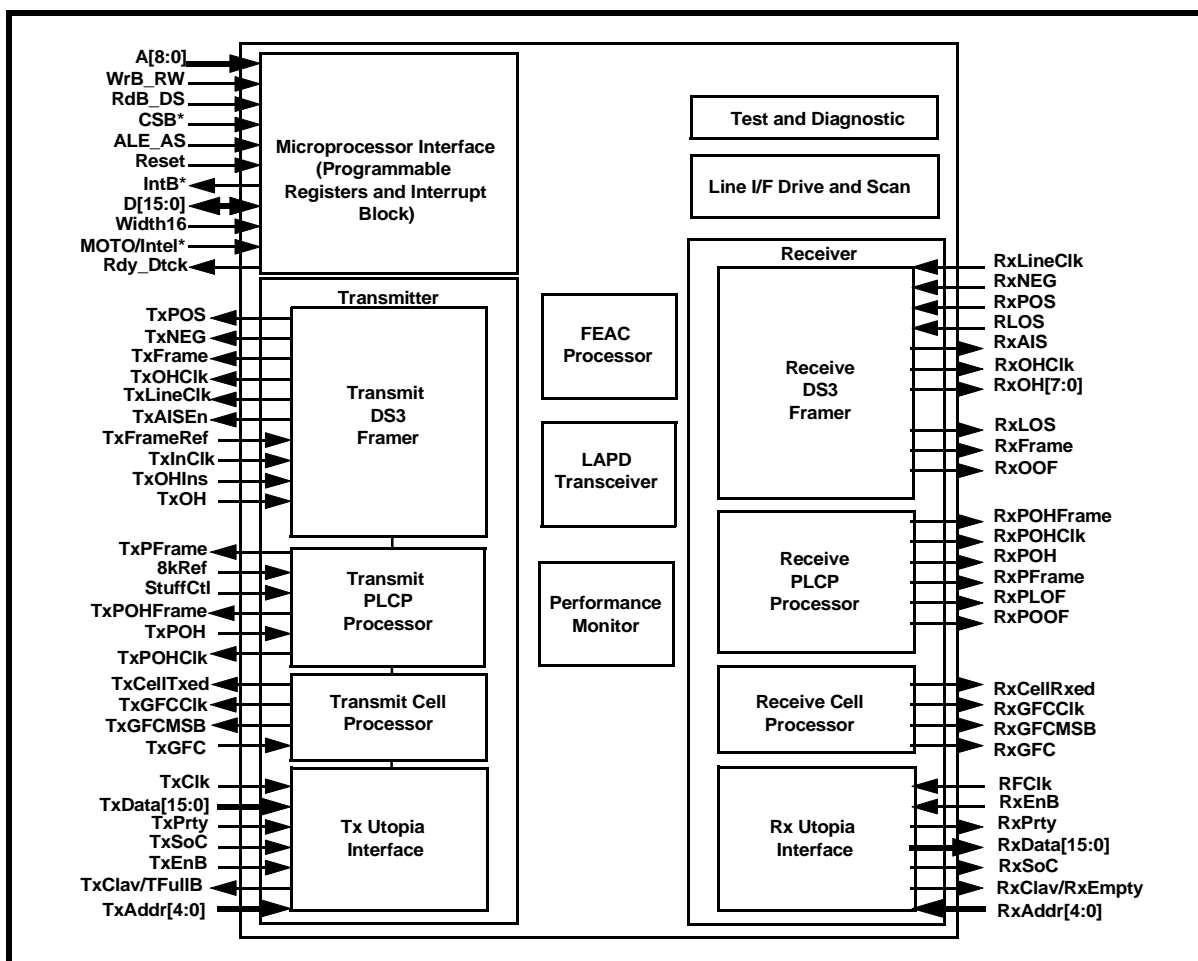 A[8:0]
WrB_RW
RdB_DS
CSB*
ALE_AS
Reset
IntB*
D[15:0]
Width16
MOTO/Intel*
Rdy_Dtck
Microprocessor Interface
(Programmable
Registers and Interrupt
Block)
Test and Diagnostic
Line I/F Drive and Scan
Transmitter
TxPOS
TxNEG
TxFrame
TxOHClk
TxLineClk
TxAISEn
TxFrameRef
TxInClk
TxOHIns
TxOH
Transmit
DS3
Framer
TxPFrame
8kRef
StuffCtl
TxPOHFrame
TxPOH
TxPOHClk
Transmit
PLCP
Processor
TxCellTxed
TxGFCClk
TxGFCMSB
TxGFC
Transmit Cell
Processor
TxClk
TxData[15:0]
TxPrty
TxSoC
TxEnB
TxClav/TFullB
TxAddr[4:0]
Tx Utopia
Interface
FEAC
Processor
LAPD
Transceiver
Performance
Monitor
Receiver
Receive
DS3
Framer
RxLineClk
RxNEG
RxPOS
RLOS
RxAIS
RxOHClk
RxOH[7:0]
RxLOS
RxFrame
RxOOF
Receive
PLCP
Processor
RxPOHFrame
RxPOHClk
RxPOH
RxPFrame
RxPLOF
RxPOOF
Receive Cell
Processor
RxCellRxed
RxGFCClk
RxGFCMSB
RxGFC
Rx Utopia
Interface
RFClk
RxEnB
RxPrty
RxData[15:0]
RxSoC
RxClav/RxEmpty
RxAddr[4:0]